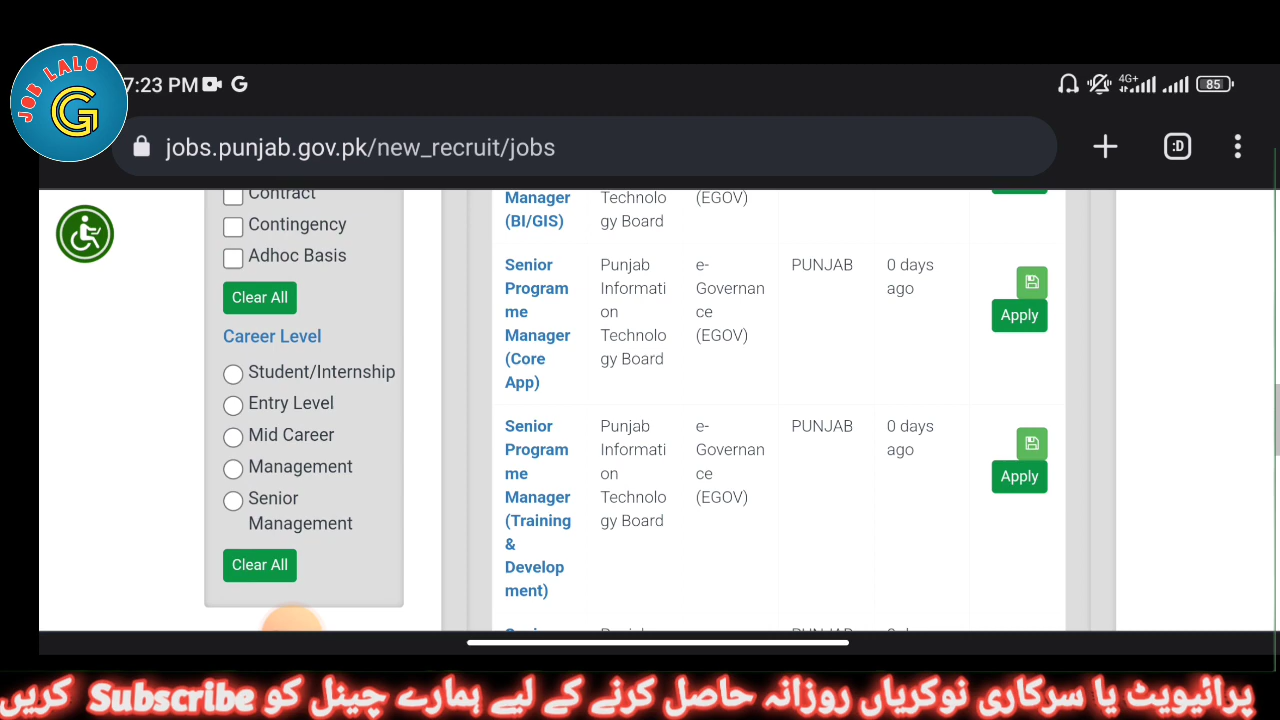 JOB LALO
G
7:23 PM
G
4G+
85
jobs.punjab.gov.pk/new_recruit/jobs
:D
Contract
Contingency
Adhoc Basis
Clear All
Career Level
Student/Internship
Entry Level
Mid Career
Management
Senior
Management
Clear All
Manager
(BI/GIS)
Technolo
gy Board
(EGOV)
Senior
Program
me
Manager
(Core
App)
Punjab
Informati
on
Technolo
gy Board
e-
Governan
ce
(EGOV)
PUNJAB
0 days
ago
Apply
Senior
Program
me
Manager
(Training
&
Develop
ment)
Punjab
Informati
on
Technolo
gy Board
e-
Governan
ce
(EGOV)
PUNJAB
0 days
ago
Apply
پرائیویٹ یا سرکاری نوکریاں روزانہ حاصل کرنے کے لیے ہمارے چینل کو Subscribe کریں